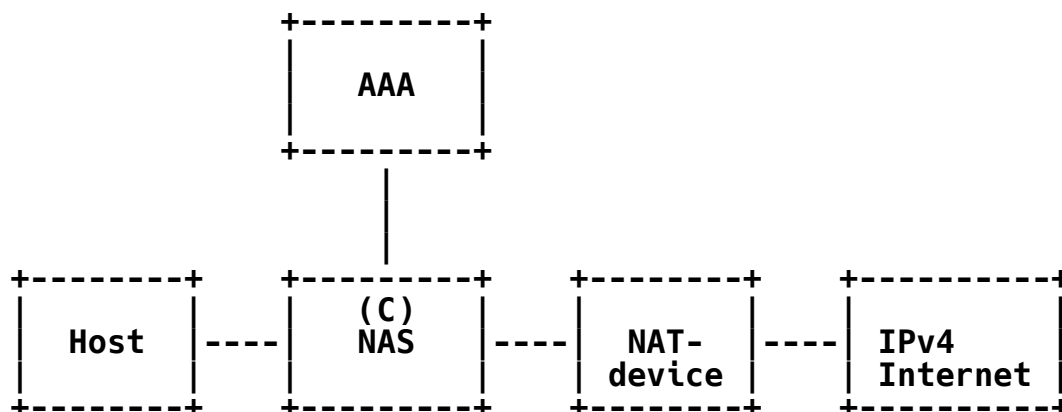 AAA
(C)
Host ----| NAS |----| NAT- |----| IPv4
device Internet